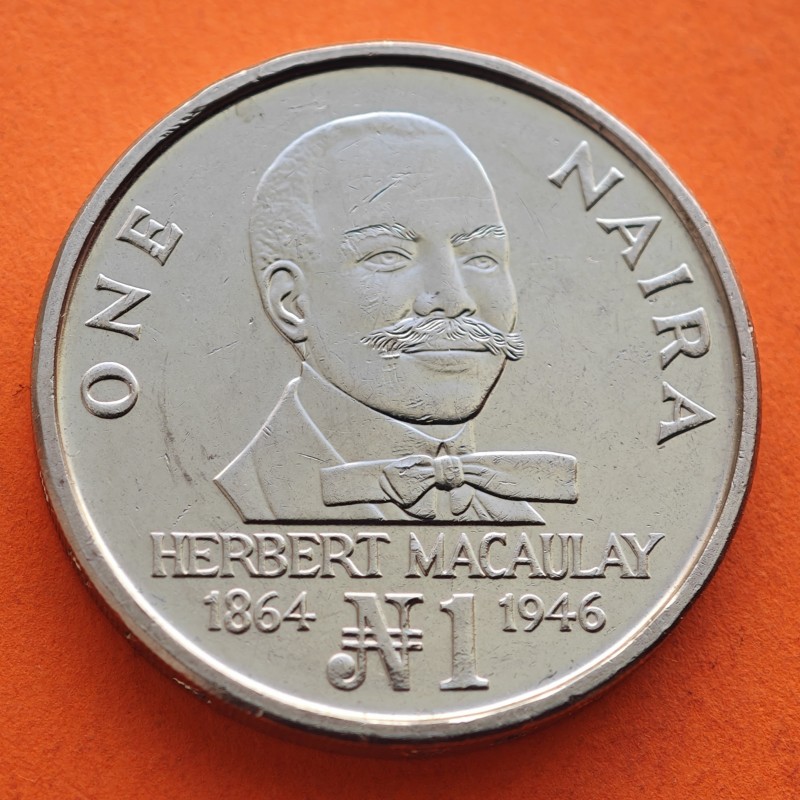 ONE NAIRA
HERBERT MACAULAY
1864 ₦1 1946